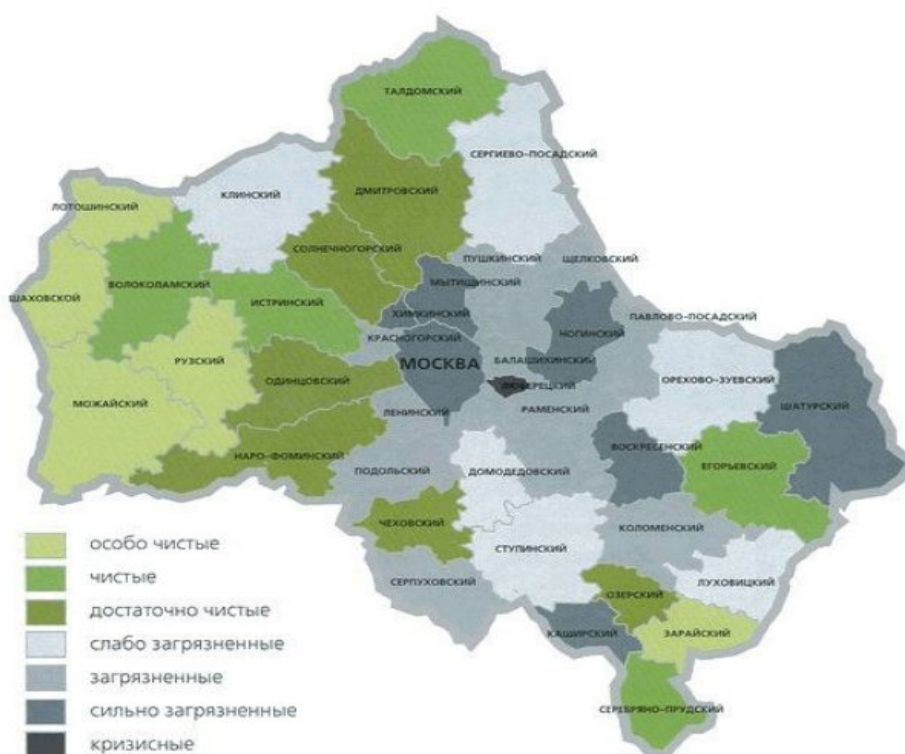 ТАЛДОМСКИЙ
СЕРГИЕВО-ПОСАДСКИЙ
КЛИНСКИЙ
ДМИТРОВСКИЙ
ЛОТОШИНСКИЙ
СОЛНЕЧНОГОРСКИЙ
ПУШКИНСКИЙ
ЩЕЛКОВСКИЙ
МЫТИЩИНСКИЙ
ВОЛОКОЛАМСКИЙ
ШАХОВСКОЙ
ИСТРИНСКИЙ
ХИМКИНСКИЙ
ПАВЛОВО-ПОСАДСКИЙ
НОГИНСКИЙ
КРАСНОГОРСКИЙ
РУЗСКИЙ
МОСКВА
БАЛАШИХИНСКИЙ
ОДИНЦОВСКИЙ
ЛЮБЕРЕЦКИЙ
ОРЕХОВО-ЗУЕВСКИЙ
МОЖАЙСКИЙ
ЛЕНИНСКИЙ
РАМЕНСКИЙ
ШАТУРСКИЙ
ВОСКРЕСЕНСКИЙ
НАРО-ФОМИНСКИЙ
ПОДОЛЬСКИЙ
ДОМОДЕДОВСКИЙ
ЕГОРЬЕВСКИЙ
ЧЕХОВСКИЙ
КОЛОМЕНСКИЙ
СТУПИНСКИЙ
СЕРПУХОВСКИЙ
ЛУХОВИЦКИЙ
ОЗЕРСКИЙ
КАШИРСКИЙ
ЗАРАЙСКИЙ
СЕРЕБРЯНО-ПРУДСКИЙ
особо чистые
чистые
достаточно чистые
слабо загрязненные
загрязненные
сильно загрязненные
кризисные